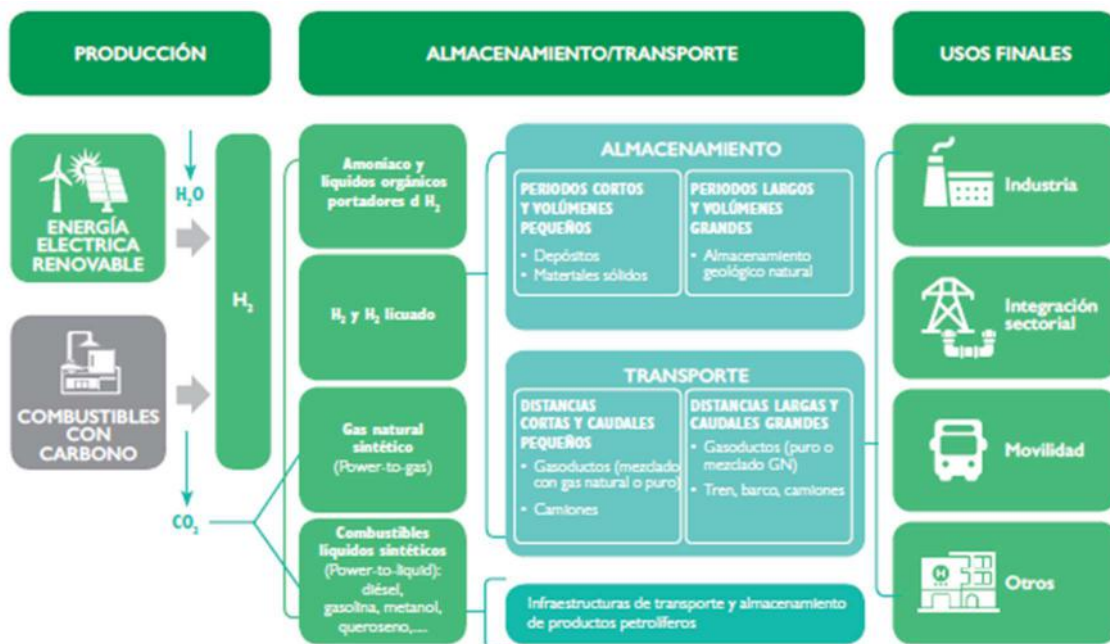 PRODUCCIÓN
ALMACENAMIENTO/TRANSPORTE
USOS FINALES
H₂O
ENERGÍA
ELECTRICA
RENOVABLE
COMBUSTIBLES
CON
CARBONO
CO₂
H₂
Amoníaco y
líquidos orgánicos
portadores d H₂
H₂ y H₂ licuado
Gas natural
sintético
(Power-to-gas)
Combustibles
líquidos sintéticos
(Power-to-liquid):
diésel,
gasolina, metanol,
queroseno,....
ALMACENAMIENTO
PERIODOS CORTOS
Y VOLÚMENES
PEQUEÑOS
• Depósitos
• Materiales sólidos
PERIODOS LARGOS
Y VOLÚMENES
GRANDES
• Almacenamiento
geológico natural
TRANSPORTE
DISTANCIAS
CORTAS Y CAUDALES
PEQUEÑOS
• Gasoductos (mezclado
con gas natural o puro)
• Camiones
DISTANCIAS LARGAS Y
CAUDALES GRANDES
• Gasoductos (puro o
mezclado GN)
• Tren, barco, camiones
Infraestructuras de transporte y almacenamiento
de productos petrolíferos
Industria
Integración
sectorial
Movilidad
H
Otros